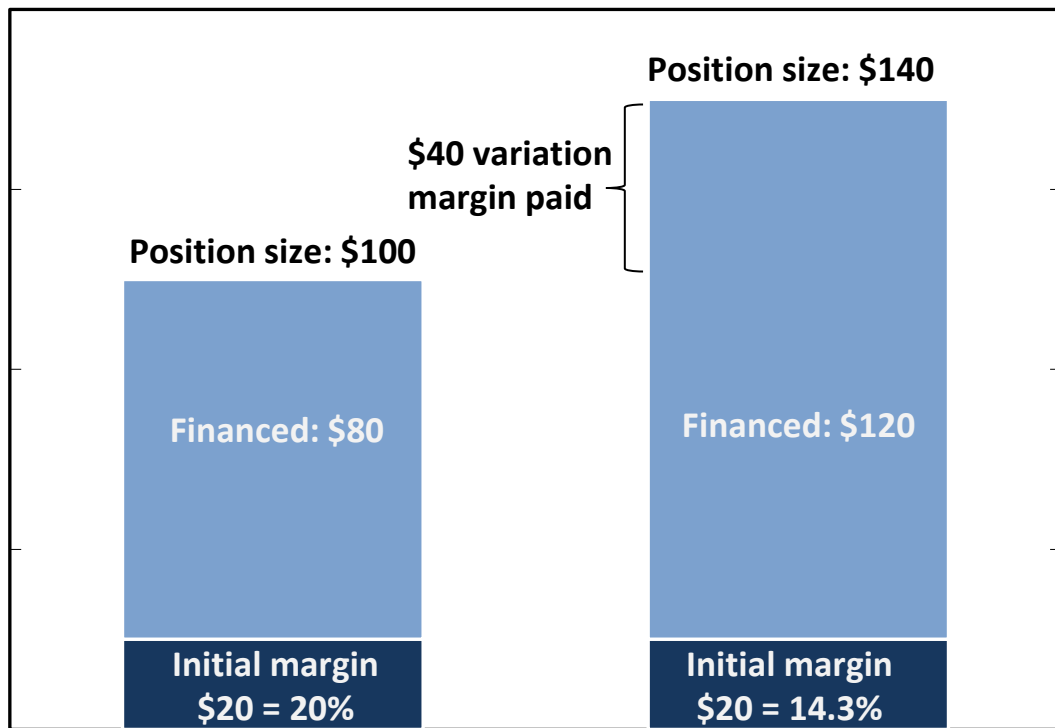 Position size: $140
$40 variation
margin paid
Position size: $100
Financed: $80
Financed: $120
Initial margin
$20 = 20%
Initial margin
$20 = 14.3%